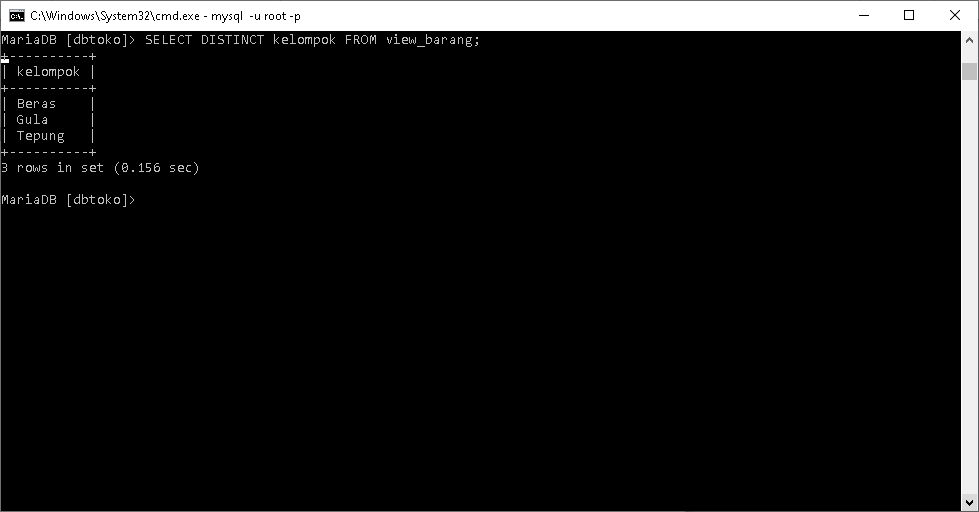 C:\Windows\System32\cmd.exe - mysql  -u root -p
MariaDB [dbtoko]> SELECT DISTINCT kelompok FROM view_barang;
+----------+
| kelompok |
+----------+
| Beras    |
| Gula     |
| Tepung   |
+----------+
3 rows in set (0.156 sec)
MariaDB [dbtoko]>